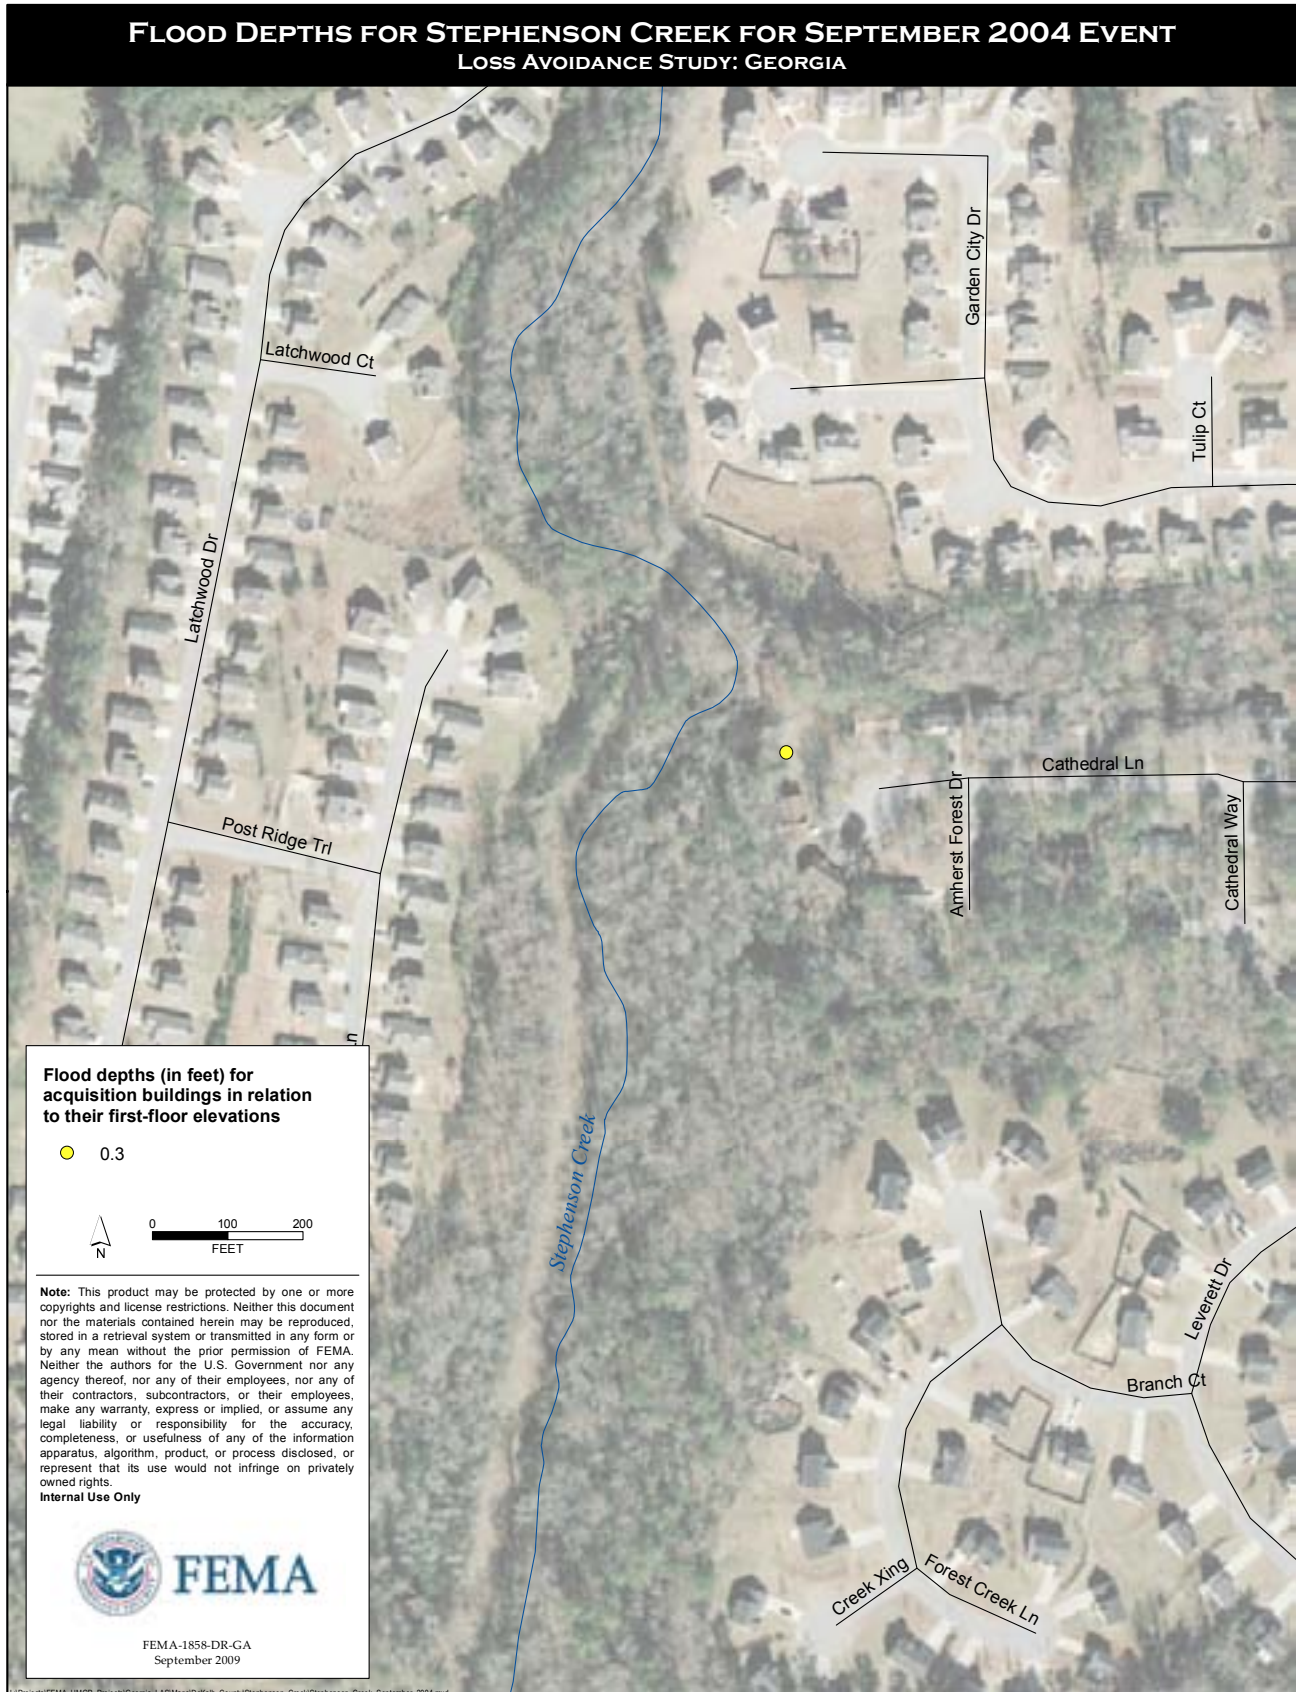 FLOOD DEPTHS FOR STEPHENSON CREEK FOR SEPTEMBER 2004 EVENT
LOSS AVOIDANCE STUDY: GEORGIA
Garden City Dr
Latchwood Ct
Tulip Ct
Latchwood Dr
Cathedral Ln
Amherst Forest Dr
Cathedral Way
Post Ridge Trl
Ln
Stephenson Creek
Leverett Dr
Branch Ct
Creek Xing
Forest Creek Ln
Flood depths (in feet) for
acquisition buildings in relation
to their first-floor elevations
0.3
N
0 100 200
FEET
Note: This product may be protected by one or more
copyrights and license restrictions. Neither this document
nor the materials contained herein may be reproduced,
stored in a retrieval system or transmitted in any form or
by any mean without the prior permission of FEMA.
Neither the authors for the U.S. Government nor any
agency thereof, nor any of their employees, nor any of
their contractors, subcontractors, or their employees,
make any warranty, express or implied, or assume any
legal liability or responsibility for the accuracy,
completeness, or usefulness of any of the information
apparatus, algorithm, product, or process disclosed, or
represent that its use would not infringe on privately
owned rights.
Internal Use Only
FEMA
FEMA-1858-DR-GA
September 2009